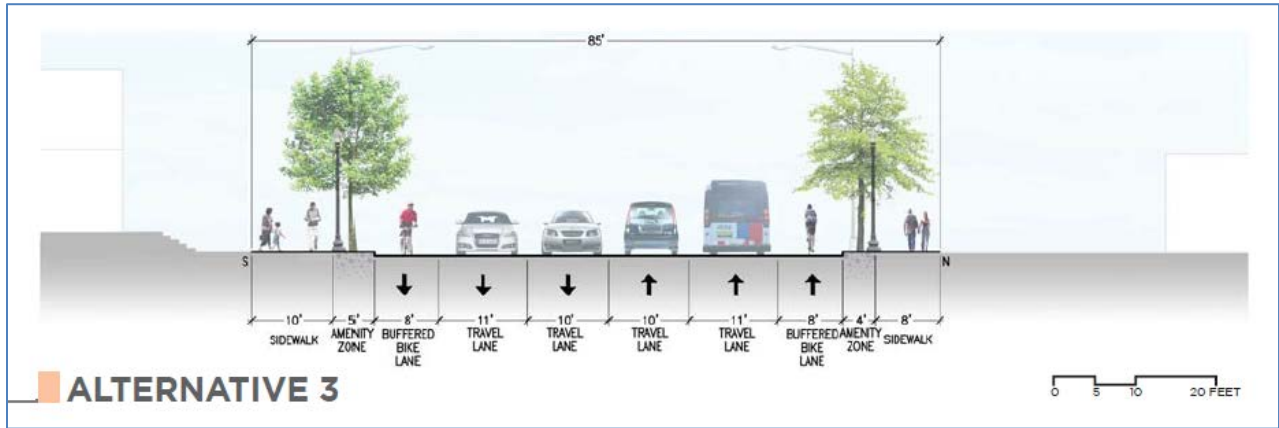 85'
S
N
10'
5'
8'
11'
10'
10'
11'
8'
4'
8'
SIDEWALK
AMENITY
ZONE
BUFFERED
BIKE
LANE
TRAVEL
LANE
TRAVEL
LANE
TRAVEL
LANE
TRAVEL
LANE
BUFFERED
BIKE
LANE
AMENITY
ZONE
SIDEWALK
ALTERNATIVE 3
0 5 10 20 FEET